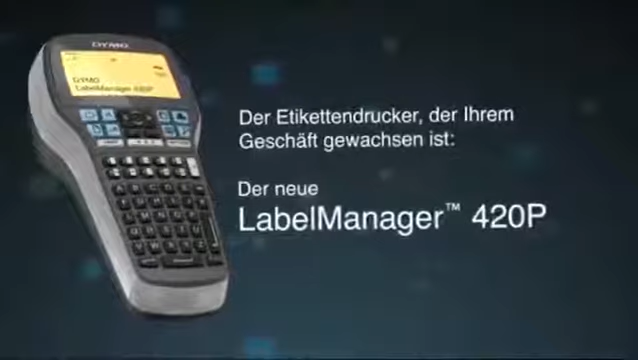 DYMO
DYMO
LabelManager 420P
Der Etikettendrucker, der Ihrem
Geschäft gewachsen ist:
Der neue
LabelManager™ 420P